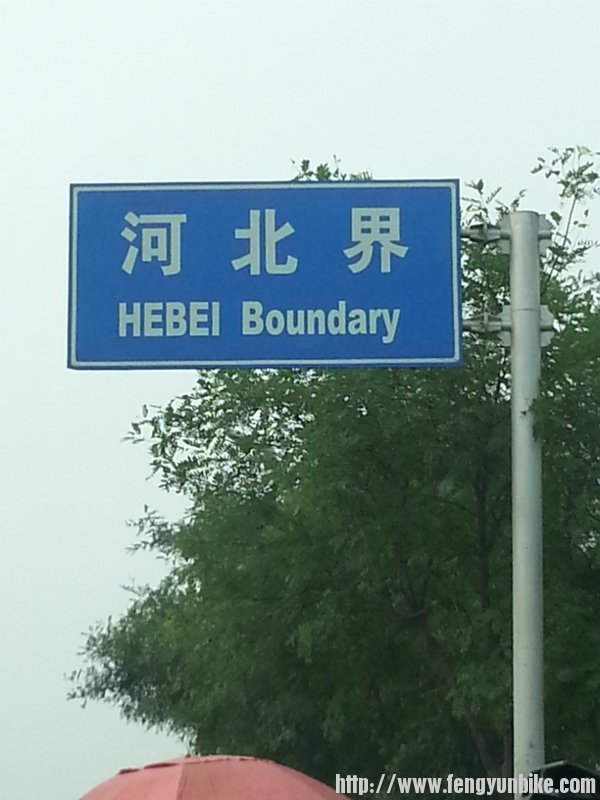 河北界
HEBEI Boundary
http://www.fengyunbike.com